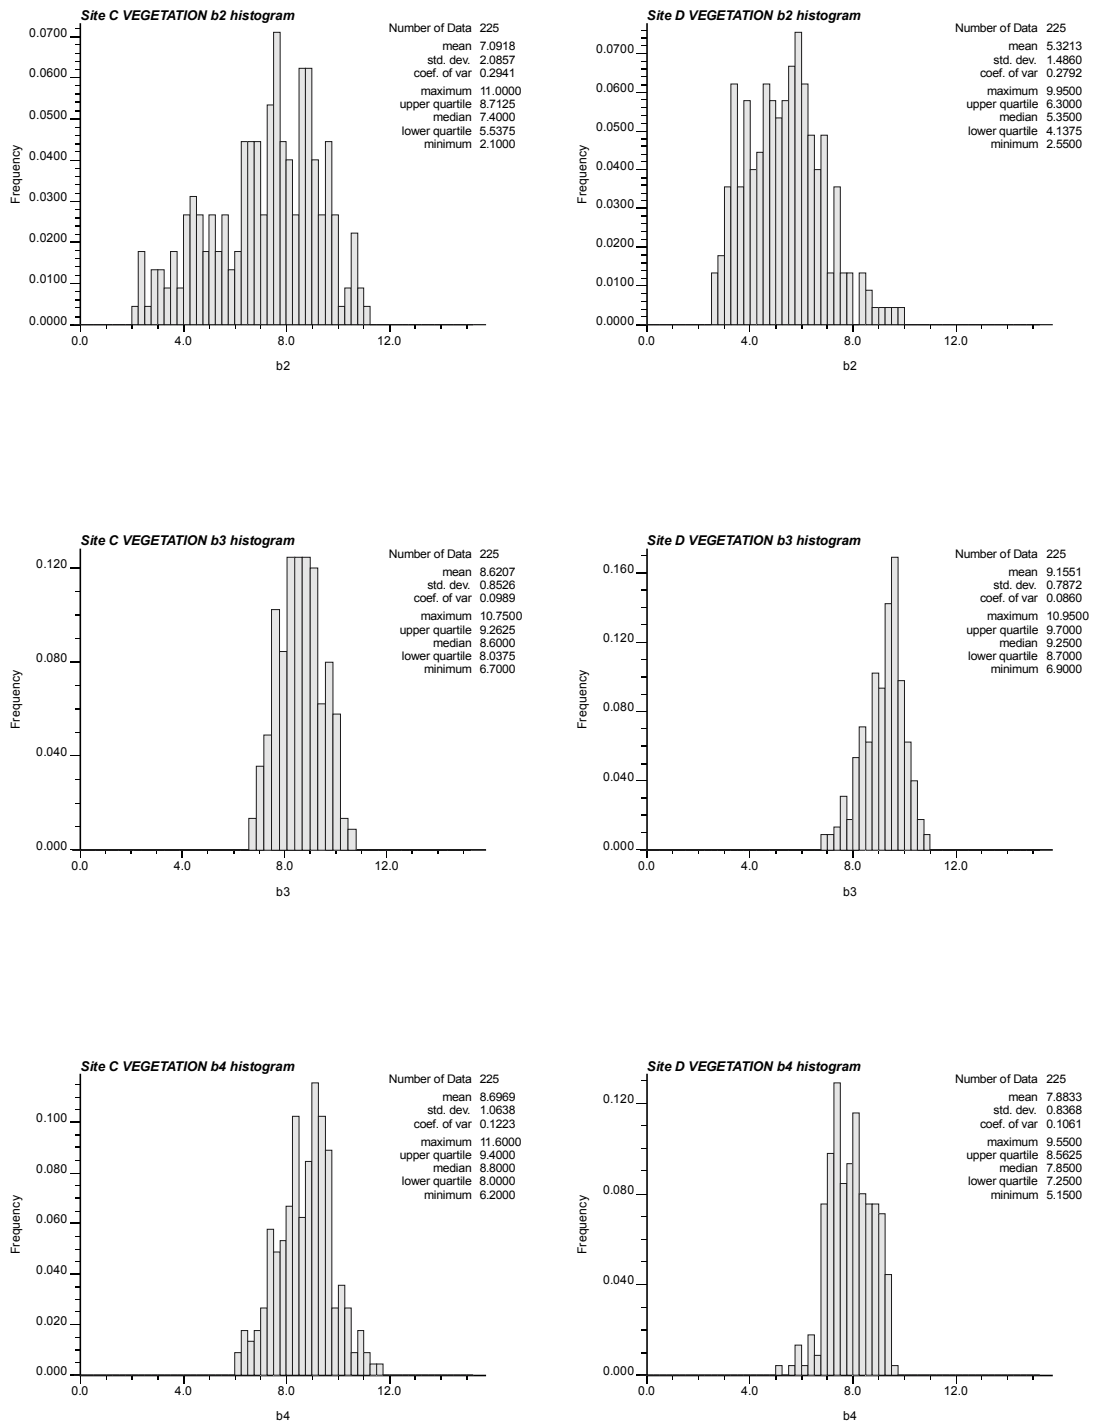 Site C VEGETATION b2 histogram
Number of Data 225
mean 7.0918
std. dev. 2.0857
coef. of var 0.2941
maximum 11.0000
upper quartile 8.7125
median 7.4000
lower quartile 5.5375
minimum 2.1000
Frequency
0.0700
0.0600
0.0500
0.0400
0.0300
0.0200
0.0100
0.0000
0.0 4.0 8.0 12.0
b2
Site D VEGETATION b2 histogram
Number of Data 225
mean 5.3213
std. dev. 1.4860
coef. of var 0.2792
maximum 9.9500
upper quartile 6.3000
median 5.3500
lower quartile 4.1375
minimum 2.5500
Frequency
0.0700
0.0600
0.0500
0.0400
0.0300
0.0200
0.0100
0.0000
0.0 4.0 8.0 12.0
b2
Site C VEGETATION b3 histogram
Number of Data 225
mean 8.6207
std. dev. 0.8526
coef. of var 0.0989
maximum 10.7500
upper quartile 9.2625
median 8.6000
lower quartile 8.0375
minimum 6.7000
Frequency
0.120
0.080
0.040
0.000
0.0 4.0 8.0 12.0
b3
Site D VEGETATION b3 histogram
Number of Data 225
mean 9.1551
std. dev. 0.7872
coef. of var 0.0860
maximum 10.9500
upper quartile 9.7000
median 9.2500
lower quartile 8.7000
minimum 6.9000
Frequency
0.160
0.120
0.080
0.040
0.000
0.0 4.0 8.0 12.0
b3
Site C VEGETATION b4 histogram
Number of Data 225
mean 8.6969
std. dev. 1.0638
coef. of var 0.1223
maximum 11.6000
upper quartile 9.4000
median 8.8000
lower quartile 8.0000
minimum 6.2000
Frequency
0.100
0.080
0.060
0.040
0.020
0.000
0.0 4.0 8.0 12.0
b4
Site D VEGETATION b4 histogram
Number of Data 225
mean 7.8833
std. dev. 0.8368
coef. of var 0.1061
maximum 9.5500
upper quartile 8.5625
median 7.8500
lower quartile 7.2500
minimum 5.1500
Frequency
0.120
0.080
0.040
0.000
0.0 4.0 8.0 12.0
b4